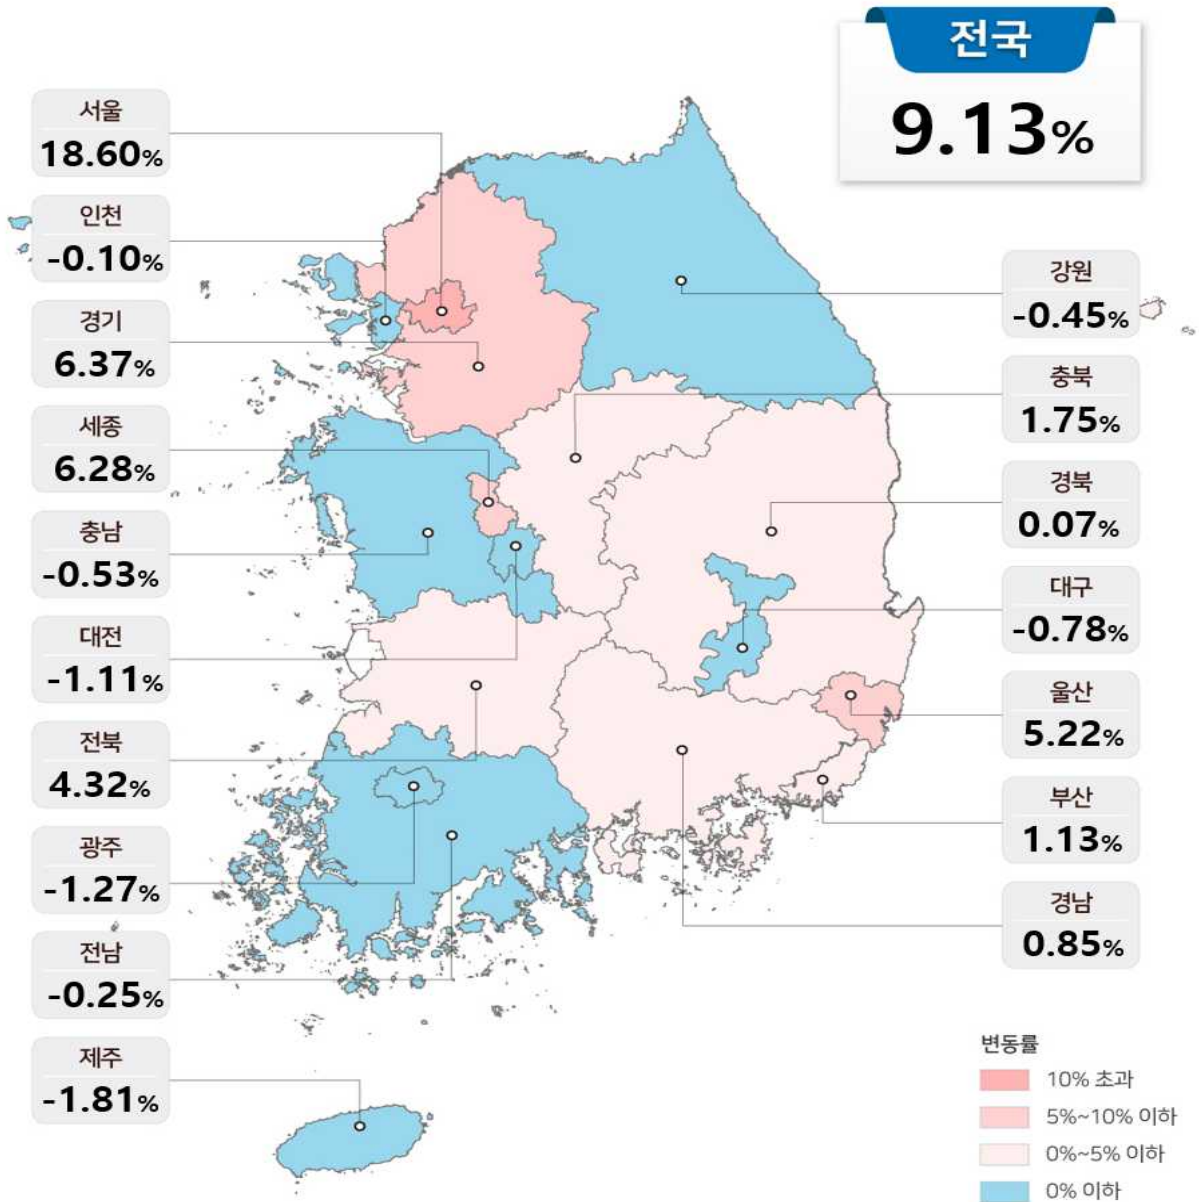 전국
9.13%
서울
18.60%
인천
-0.10%
경기
6.37%
세종
6.28%
충남
-0.53%
대전
-1.11%
전북
4.32%
광주
-1.27%
전남
-0.25%
제주
-1.81%
강원
-0.45%
충북
1.75%
경북
0.07%
대구
-0.78%
울산
5.22%
부산
1.13%
경남
0.85%
변동률
10% 초과
5%~10% 이하
0%~5% 이하
0% 이하